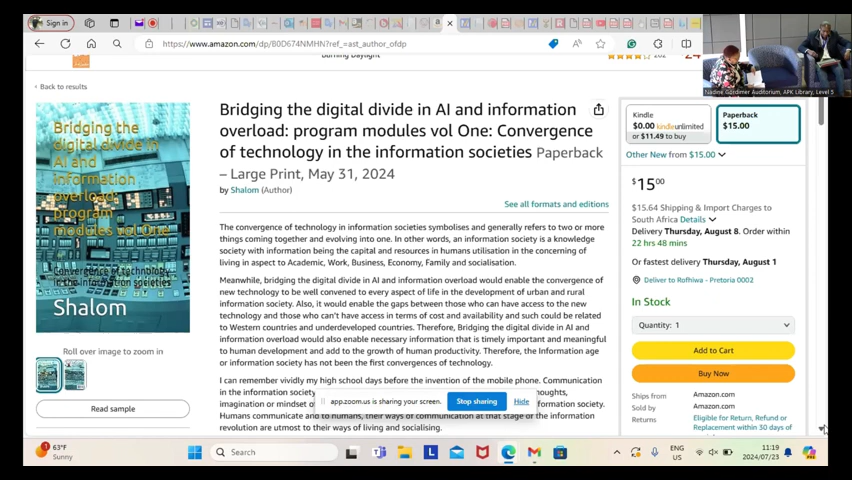 Sign in
https://www.amazon.com/dp/B0D674NMHN?ref_=ast_author_ofdp
Nadine Gordimer Auditorium, APK Library, Level 5
Burning Daylight
Back to results
Bridging the digital divide in AI and information overload: program modules vol One
Convergence of technology in the information societies
Shalom
Roll over image to zoom in
Read sample
Bridging the digital divide in AI and information
overload: program modules vol One: Convergence
of technology in the information societies Paperback
– Large Print, May 31, 2024
by Shalom (Author)
See all formats and editions
The convergence of technology in information societies symbolises and generally refers to two or more
things coming together and evolving into one. In other words, an information society is a knowledge
society with information being the capital and resources in human utilisation in the concerning of
living in aspect to Academic, Work, Business, Economy, Family and socialisation.
Meanwhile, bridging the digital divide in AI and information overload would enable the convergence of
new technology to be well convened to every aspect of life in the development of urban and rural
information society. Also, it would enable the gaps between those who can have access to the new
technology and those who can't have access in terms of cost and availability and such could be related
to Western countries and underdeveloped countries. Therefore, Bridging the digital divide in AI and
information overload would also enable necessary information that is timely important and meaningful
to human development and add to the growth of human productivity. Therefore, the Information age
or information society has not been the first convergences of technology.
I can remember vividly my high school days before the invention of the mobile phone. Communication
in the information society
imagination or mindset of
Humans communicate and to humans, their ways of communication at that stage of the information
revolution are utmost to their ways of living and socialising.
app.zoom.us is sharing your screen.
Stop sharing
Hide
Kindle
$0.00 kindleunlimited
or $11.49 to buy
Paperback
$15.00
Other New from $15.00
$15.00
$15.64 Shipping & Import Charges to
South Africa Details
Delivery Thursday, August 8. Order within
22 hrs 48 mins
Or fastest delivery Thursday, August 1
Deliver to Rofhiwa - Pretoria 0002
In Stock
Quantity: 1
Add to Cart
Buy Now
Ships from Amazon.com
Sold by Amazon.com
Returns Eligible for Return, Refund or
Replacement within 30 days of
63°F
Sunny
Search
ENG
US
11:19
2024/07/23